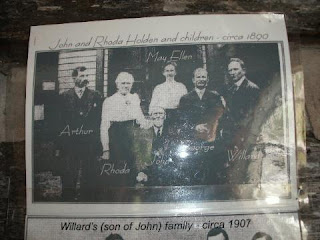 John and Rhoda Holden and children - circa 1890
May Ellen
Arthur
Rhoda
John
George
Willard
Willard's (son of John) family - circa 1907